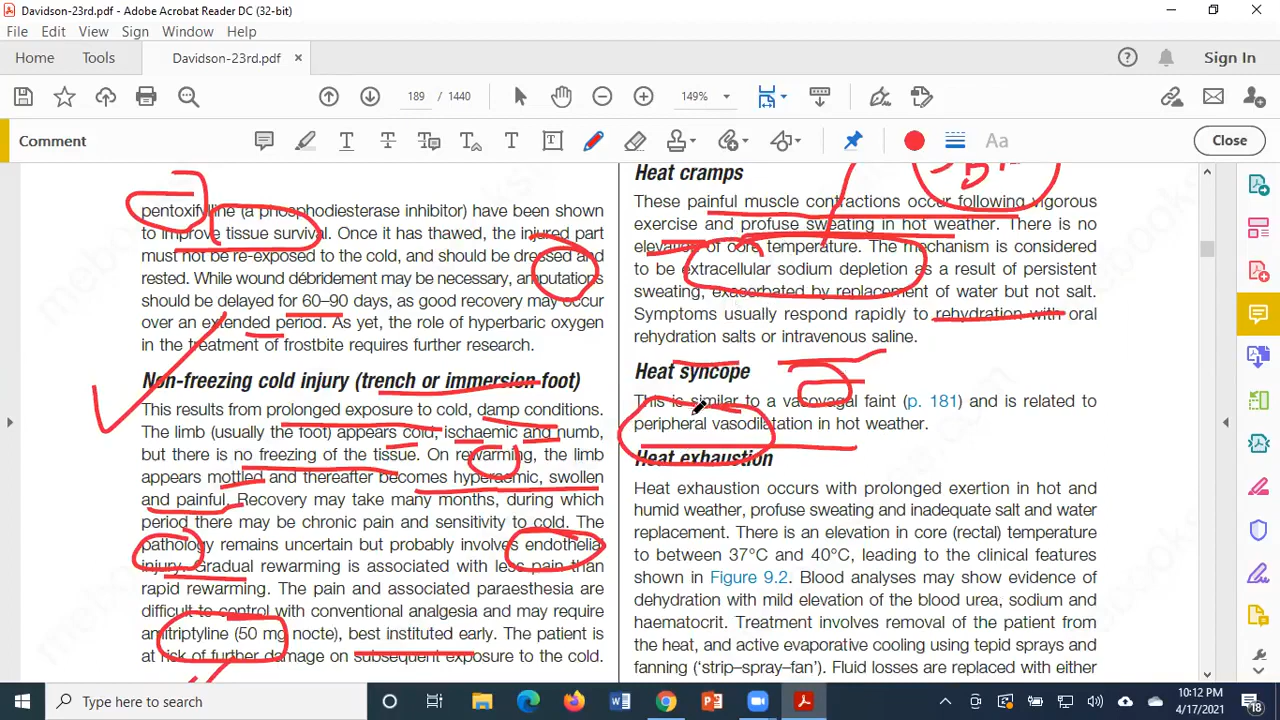 Davidson-23rd.pdf - Adobe Acrobat Reader DC (32-bit)
File Edit View Sign Window Help
Home Tools Davidson-23rd.pdf × Sign In
189 / 1440 149%
Comment Close
pentoxifylline (a phosphodiesterase inhibitor) have been shown
to improve tissue survival. Once it has thawed, the injured part
must not be re-exposed to the cold, and should be dressed and
rested. While wound débridement may be necessary, amputations
should be delayed for 60–90 days, as good recovery may occur
over an extended period. As yet, the role of hyperbaric oxygen
in the treatment of frostbite requires further research.
Non-freezing cold injury (trench or immersion foot)
This results from prolonged exposure to cold, damp conditions.
The limb (usually the foot) appears cold, ischaemic and numb,
but there is no freezing of the tissue. On rewarming, the limb
appears mottled and thereafter becomes hyperaemic, swollen
and painful. Recovery may take many months, during which
period there may be chronic pain and sensitivity to cold. The
pathology remains uncertain but probably involves endothelial
injury. Gradual rewarming is associated with less pain than
rapid rewarming. The pain and associated paraesthesia are
difficult to control with conventional analgesia and may require
amitriptyline (50 mg nocte), best instituted early. The patient is
at risk of further damage on subsequent exposure to the cold.
Heat cramps
These painful muscle contractions occur following vigorous
exercise and profuse sweating in hot weather. There is no
elevation of core temperature. The mechanism is considered
to be extracellular sodium depletion as a result of persistent
sweating, exacerbated by replacement of water but not salt.
Symptoms usually respond rapidly to rehydration with oral
rehydration salts or intravenous saline.
Heat syncope
This is similar to a vasovagal faint (p. 181) and is related to
peripheral vasodilatation in hot weather.
Heat exhaustion
Heat exhaustion occurs with prolonged exertion in hot and
humid weather, profuse sweating and inadequate salt and water
replacement. There is an elevation in core (rectal) temperature
to between 37°C and 40°C, leading to the clinical features
shown in Figure 9.2. Blood analyses may show evidence of
dehydration with mild elevation of the blood urea, sodium and
haematocrit. Treatment involves removal of the patient from
the heat, and active evaporative cooling using tepid sprays and
fanning (‘strip–spray–fan’). Fluid losses are replaced with either
Type here to search
10:12 PM
4/17/2021
18